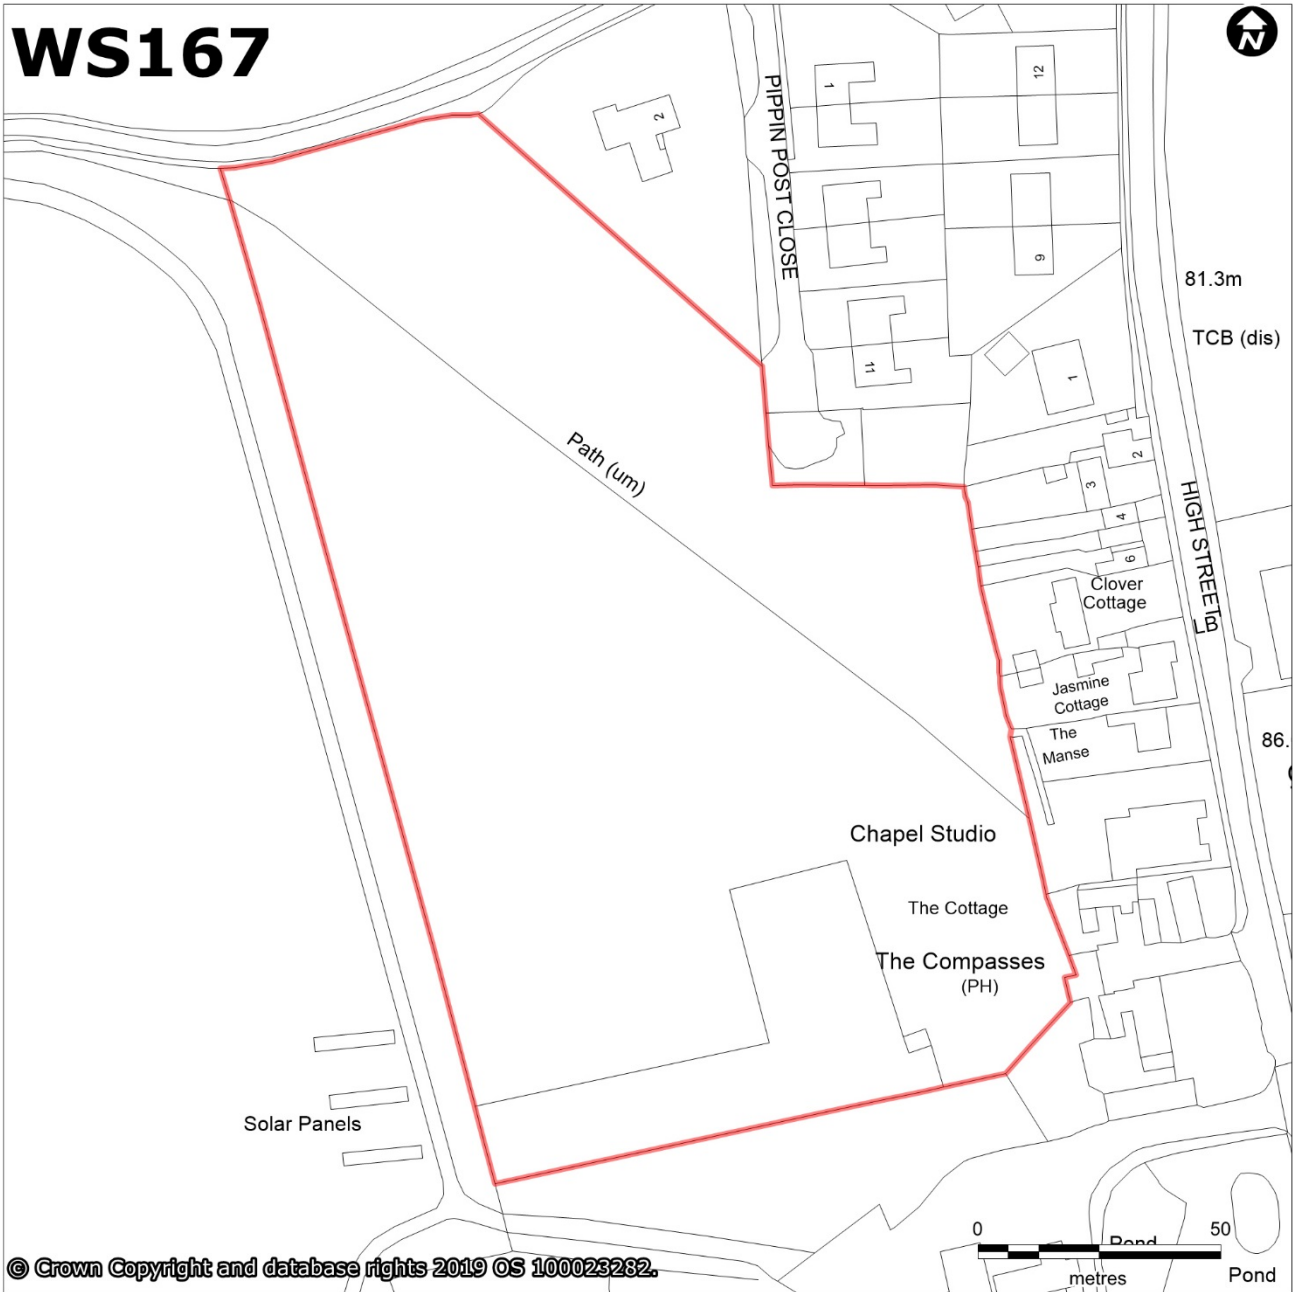 WS167
N
2
PIPPIN POST CLOSE
1
12
9
11
1
81.3m
TCB (dis)
Path (um)
2
3
4
6
HIGH STREET
LB
Clover
Cottage
Jasmine
Cottage
The
Manse
86.
Chapel Studio
The Cottage
The Compasses
(PH)
Solar Panels
0
50
Pond
metres
Pond
© Crown Copyright and database rights 2019 OS 100023282.